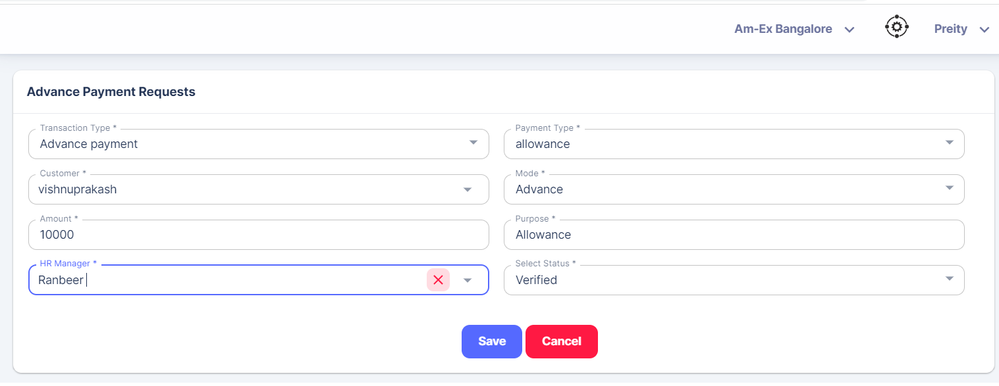 Am-Ex Bangalore
Preity
Advance Payment Requests
Transaction Type *
Advance payment
Payment Type *
allowance
Customer *
vishnuprakash
Mode *
Advance
Amount *
10000
Purpose *
Allowance
HR Manager *
Ranbeer
Select Status *
Verified
Save
Cancel